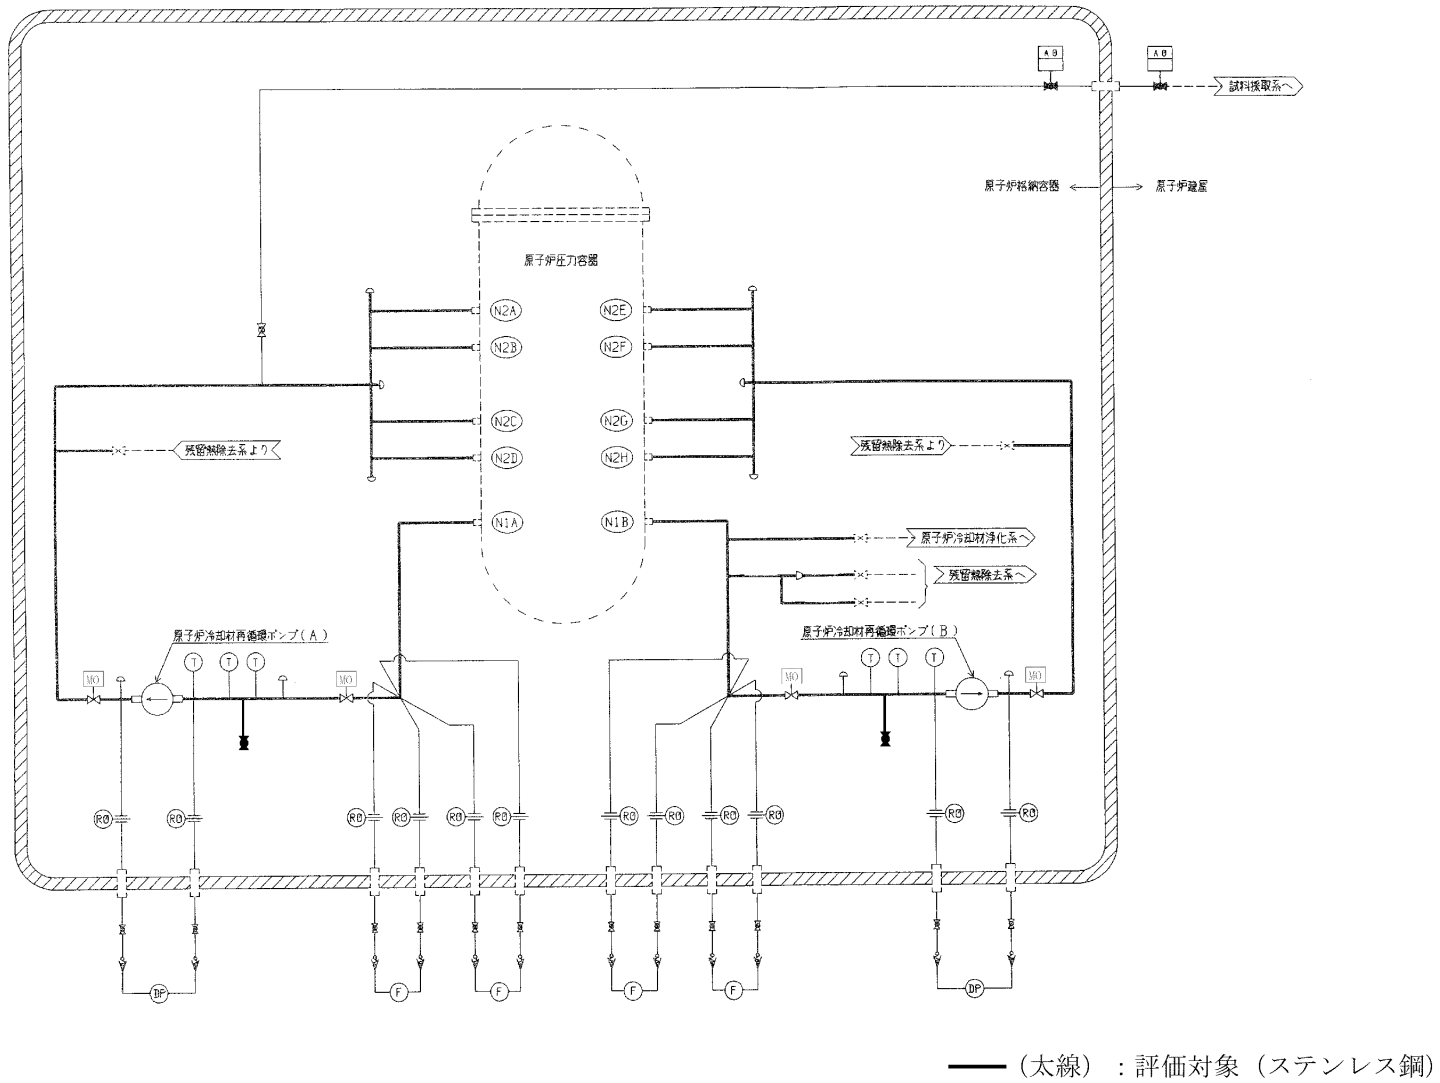 AO
AO
試料採取系へ
原子炉格納容器
原子炉建屋
原子炉圧力容器
N2A
N2E
N2B
N2F
N2C
N2G
残留熱除去系より
残留熱除去系より
N2D
N2H
N1A
N1B
原子炉冷却材浄化系へ
残留熱除去系へ
原子炉冷却材再循環ポンプ(A)
原子炉冷却材再循環ポンプ(B)
MO
T
T
T
MO
MO
T
T
T
MO
RO
RO
RO
RO
RO
RO
RO
RO
RO
RO
RO
RO
DP
F
F
F
F
DP
(太線) : 評価対象 (ステンレス鋼)